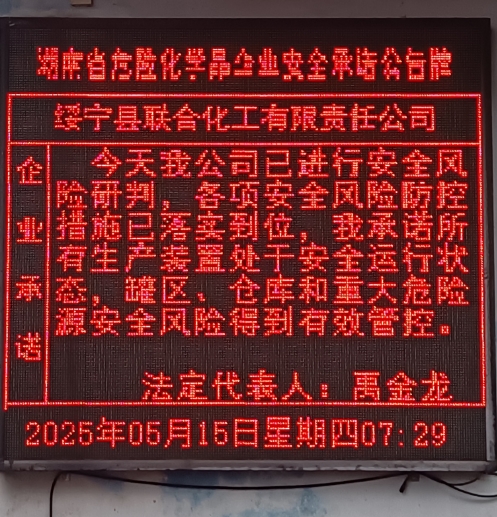 湖南省危险化学品企业安全承诺公告牌
绥宁县联合化工有限责任公司
企业承诺
今天我公司已进行安全风
险研判，各项安全风险防控
措施已落实到位，我承诺所
有生产装置处于安全运行状
态，罐区、仓库和重大危险
源安全风险得到有效管控。
法定代表人：禹金龙
2025年05月15日星期四07:29